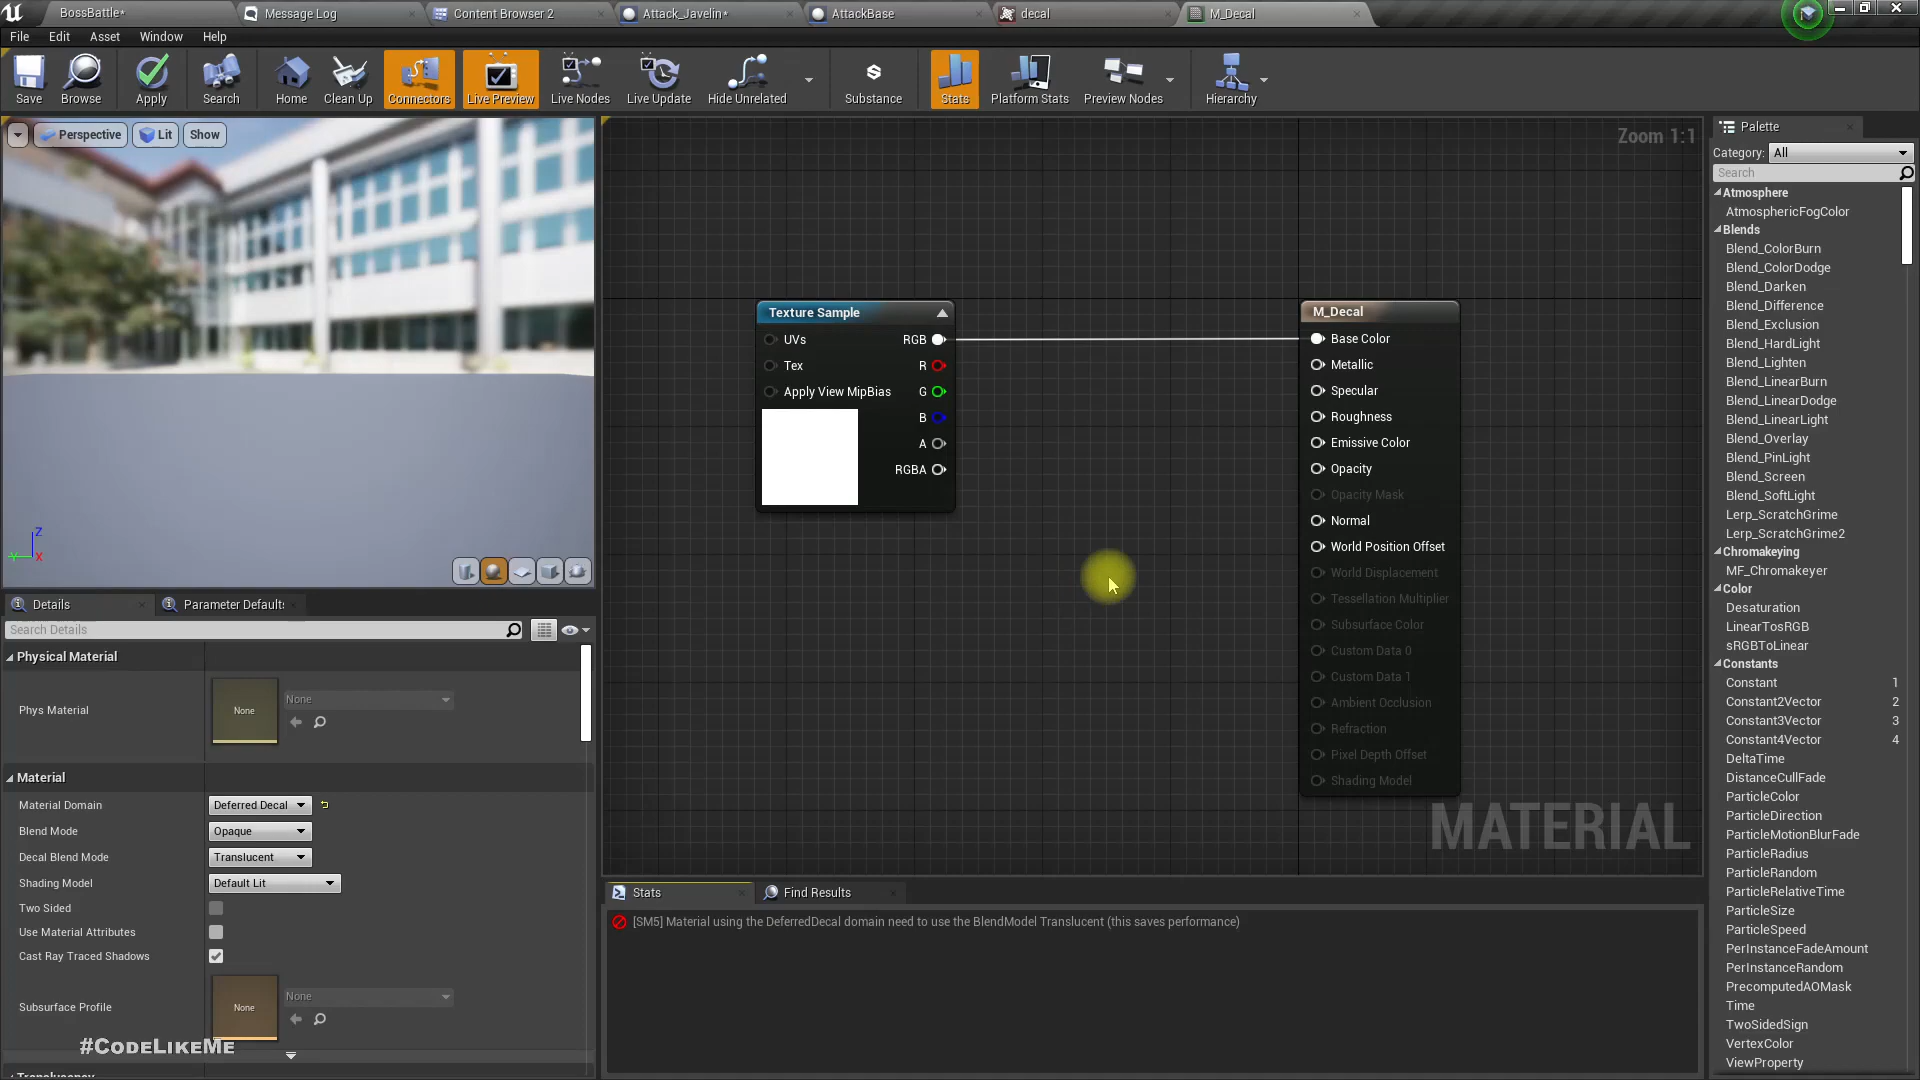 BossBattle*
Message Log
Content Browser 2
Attack_Javelin*
AttackBase
decal
M_Decal
File Edit Asset Window Help
Save
Browse
Apply
Search
Home
Clean Up
Connectors
Live Preview
Live Nodes
Live Update
Hide Unrelated
Substance
Stats
Platform Stats
Preview Nodes
Hierarchy
Perspective
Lit
Show
Z
Y
X
Zoom 1:1
Texture Sample
UVs RGB
Tex R
Apply View MipBias G
B
A
RGBA
M_Decal
Base Color
Metallic
Specular
Roughness
Emissive Color
Opacity
Opacity Mask
Normal
World Position Offset
World Displacement
Tessellation Multiplier
Subsurface Color
Custom Data 0
Custom Data 1
Ambient Occlusion
Refraction
Pixel Depth Offset
Shading Model
MATERIAL
Details
Parameter Default
Search Details
Physical Material
Phys Material
None
None
Material
Material Domain Deferred Decal
Blend Mode Opaque
Decal Blend Mode Translucent
Shading Model Default Lit
Two Sided
Use Material Attributes
Cast Ray Traced Shadows
Subsurface Profile
None
None
#CodeLikeMe
Translucency
Stats
Find Results
[SM5] Material using the DeferredDecal domain need to use the BlendModel Translucent (this saves performance)
Palette
Category: All
Search
Atmosphere
AtmosphericFogColor
Blends
Blend_ColorBurn
Blend_ColorDodge
Blend_Darken
Blend_Difference
Blend_Exclusion
Blend_HardLight
Blend_Lighten
Blend_LinearBurn
Blend_LinearDodge
Blend_LinearLight
Blend_Overlay
Blend_PinLight
Blend_Screen
Blend_SoftLight
Lerp_ScratchGrime
Lerp_ScratchGrime2
Chromakeying
MF_Chromakeyer
Color
Desaturation
LinearTosRGB
sRGBToLinear
Constants
Constant 1
Constant2Vector 2
Constant3Vector 3
Constant4Vector 4
DeltaTime
DistanceCullFade
ParticleColor
ParticleDirection
ParticleMotionBlurFade
ParticleRadius
ParticleRandom
ParticleRelativeTime
ParticleSize
ParticleSpeed
PerInstanceFadeAmount
PerInstanceRandom
PrecomputedAOMask
Time
TwoSidedSign
VertexColor
ViewProperty